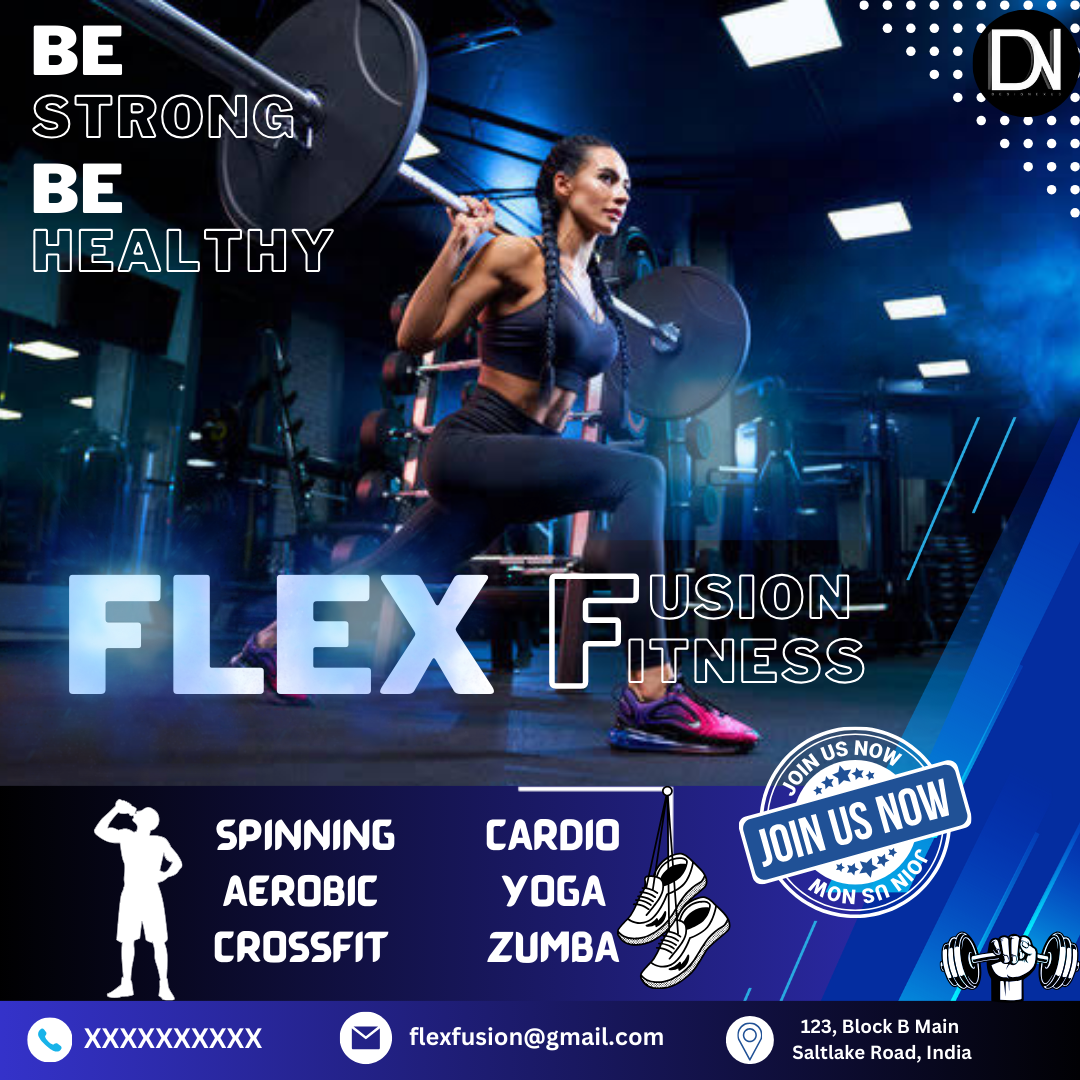 BE
STRONG
BE
HEALTHY
DN
FLEX
FUSION
FITNESS
SPINNING
AEROBIC
CROSSFIT
CARDIO
YOGA
ZUMBA
JOIN US NOW
JOIN US NOW
JOIN US NOW
XXXXXXXXXX
flexfusion@gmail.com
123, Block B Main
Saltlake Road, India